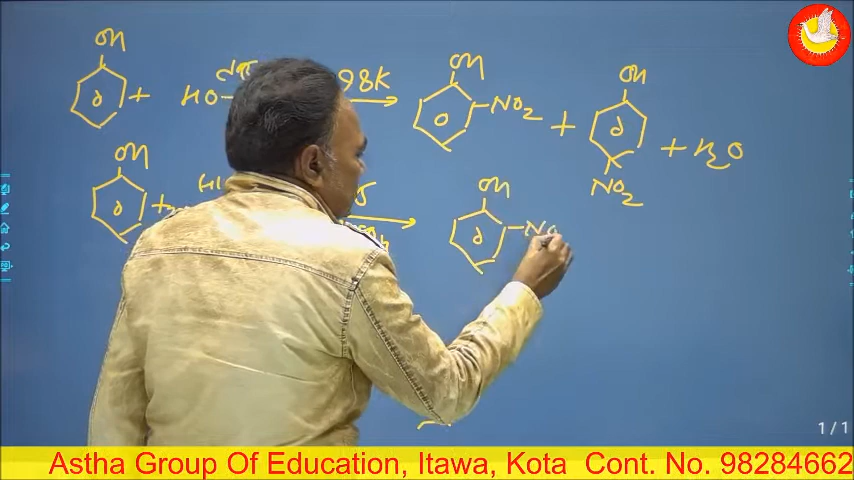 OH OH OH
+ HO 98K NO2 + + H2O
NO2
OH OH
+ NO
1/1
Astha Group Of Education, Itawa, Kota Cont. No. 98284662